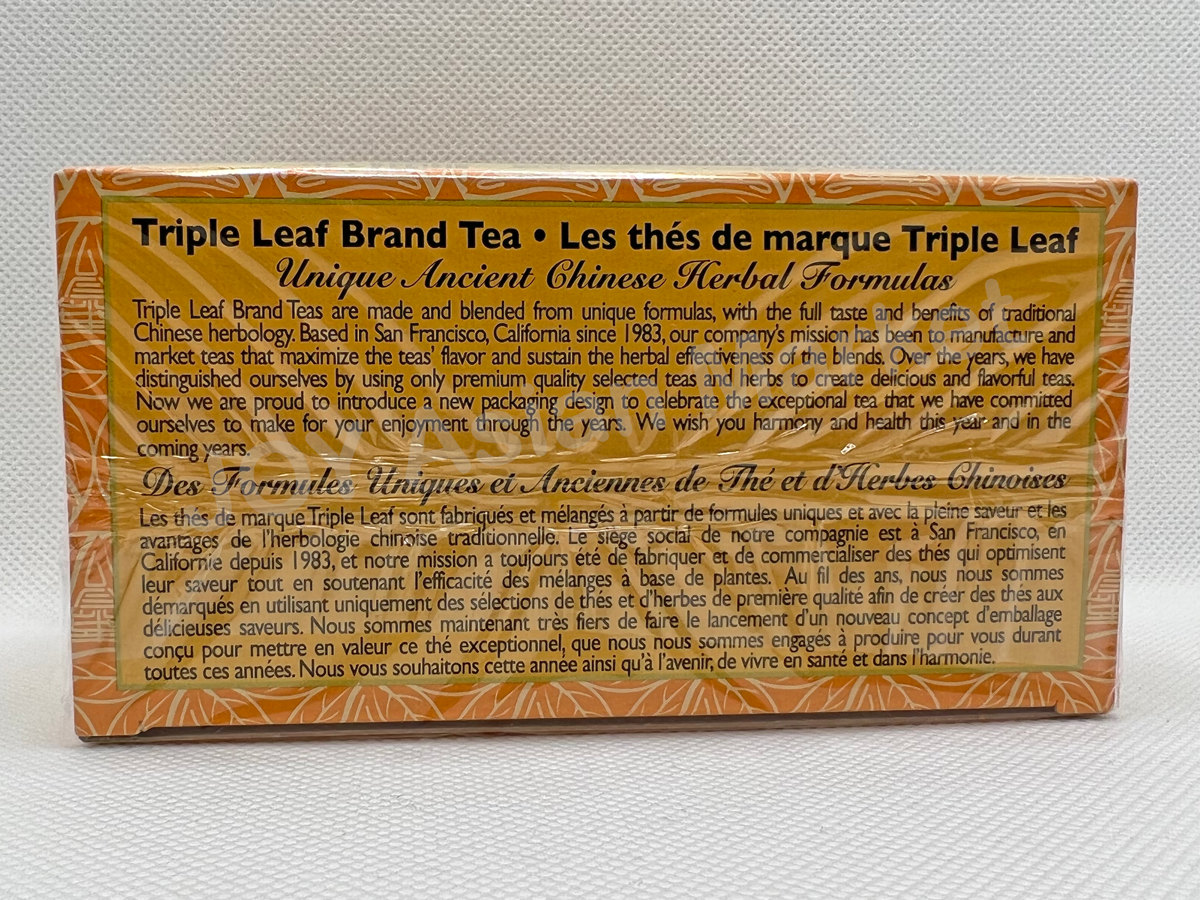 Triple Leaf Brand Tea • Les thés de marque Triple Leaf
Unique Ancient Chinese Herbal Formulas
Triple Leaf Brand Teas are made and blended from unique formulas, with the full taste and benefits of traditional
Chinese herbology. Based in San Francisco, California since 1983, our company's mission has been to manufacture and
market teas that maximize the teas' flavor and sustain the herbal effectiveness of the blends. Over the years, we have
distinguished ourselves by using only premium quality selected teas and herbs to create delicious and flavorful teas.
Now we are proud to introduce a new packaging design to celebrate the exceptional tea that we have committed
ourselves to make for your enjoyment through the years. We wish you harmony and health this year and in the
coming years.
Des Formules Uniques et Anciennes de Thé et d'Herbes Chinoises
Les thés de marque Triple Leaf sont fabriqués et mélangés à partir de formules uniques et avec la pleine saveur et les
avantages de l'herbologie chinoise traditionnelle. Le siège social de notre compagnie est à San Francisco, en
Californie depuis 1983, et notre mission a toujours été de fabriquer et de commercialiser des thés qui optimisent
leur saveur tout en soutenant l'efficacité des mélanges à base de plantes. Au fil des ans, nous nous sommes
démarqués en utilisant uniquement des sélections de thés et d'herbes de première qualité afin de créer des thés aux
délicieuses saveurs. Nous sommes maintenant très fiers de faire le lancement d'un nouveau concept d'emballage
conçu pour mettre en valeur ce thé exceptionnel, que nous nous sommes engagés à produire pour vous durant
toutes ces années. Nous vous souhaitons cette année ainsi qu'à l'avenir, de vivre en santé et dans l'harmonie.
Asian Market